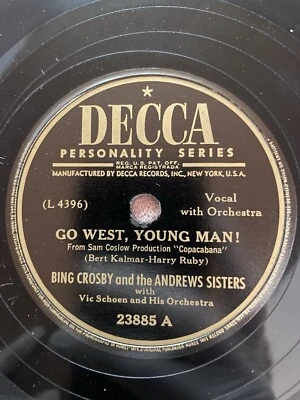 DECCA
PERSONALITY SERIES
REG. U.S. PAT. OFF.
MARCA REGISTRADA
MANUFACTURED BY DECCA RECORDS, INC., NEW YORK, U.S.A.
(L 4396)
Vocal
with Orchestra
GO WEST, YOUNG MAN!
From Sam Coslow Production "Copacabana"
(Bert Kalmar-Harry Ruby)
BING CROSBY and the ANDREWS SISTERS
with
Vic Schoen and His Orchestra
23885 A